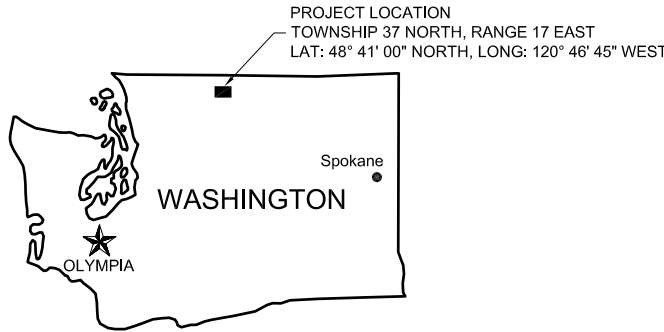 PROJECT LOCATION
TOWNSHIP 37 NORTH, RANGE 17 EAST
LAT: 48° 41' 00" NORTH, LONG: 120° 46' 45" WEST
Spokane
WASHINGTON
OLYMPIA